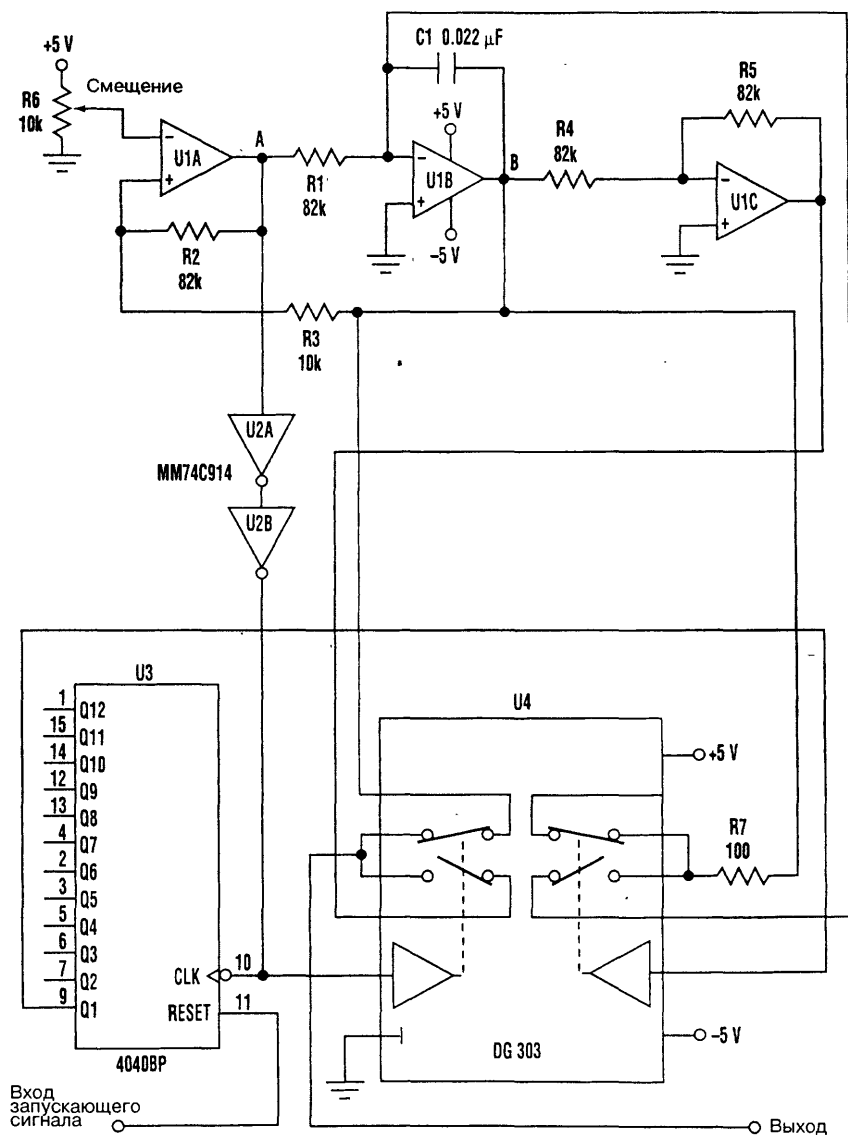 +5 V
Смещение
R6
10k
U1A
A
R1
82k
C1 0.022 µF
+5 V
U1B
B
–5 V
R4
82k
R5
82k
U1C
R2
82k
R3
10k
U2A
MM74C914
U2B
U3
1 Q12
15 Q11
14 Q10
12 Q9
13 Q8
4 Q7
2 Q6
3 Q5
5 Q4
6 Q3
7 Q2
9 Q1
CLK 10
RESET 11
4040BP
U4
+5 V
R7
100
DG 303
–5 V
Вход
запускающего
сигнала
Выход